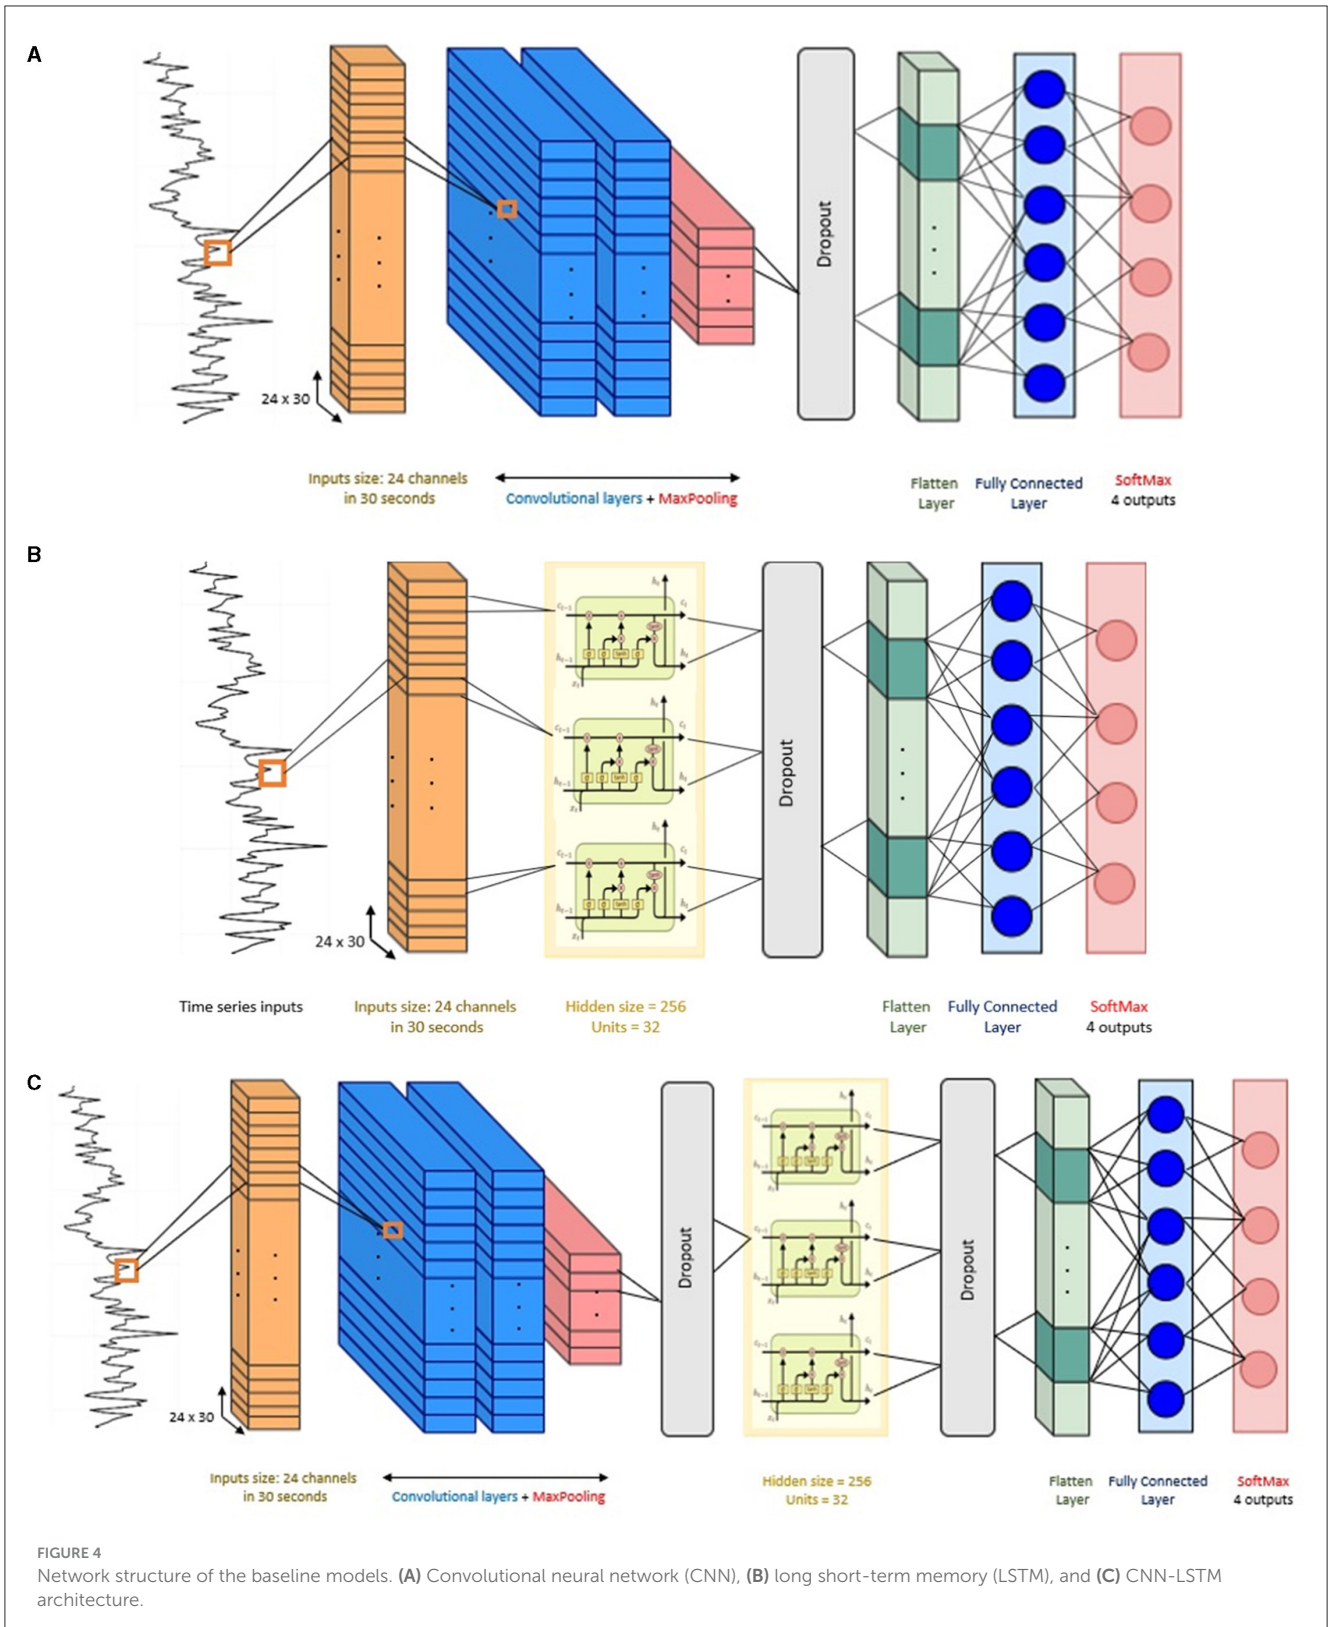 A
Dropout
24 x 30
Inputs size: 24 channels
in 30 seconds
Convolutional layers + MaxPooling
Flatten
Layer
Fully Connected
Layer
SoftMax
4 outputs
B
Dropout
24 x 30
Time series inputs
Inputs size: 24 channels
in 30 seconds
Hidden size = 256
Units = 32
Flatten
Layer
Fully Connected
Layer
SoftMax
4 outputs
C
Dropout
Dropout
24 x 30
Inputs size: 24 channels
in 30 seconds
Convolutional layers + MaxPooling
Hidden size = 256
Units = 32
Flatten
Layer
Fully Connected
Layer
SoftMax
4 outputs
FIGURE 4
Network structure of the baseline models. (A) Convolutional neural network (CNN), (B) long short-term memory (LSTM), and (C) CNN-LSTM
architecture.